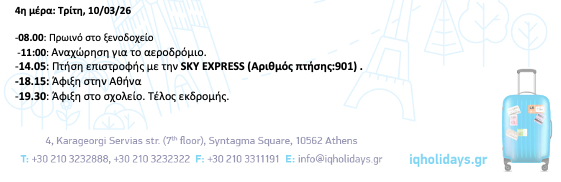 4η μέρα: Τρίτη, 10/03/26
-08.00: Πρωινό στο ξενοδοχείο
-11:00: Αναχώρηση για το αεροδρόμιο.
-14.05: Πτήση επιστροφής με την SKY EXPRESS (Αριθμός πτήσης:901) .
-18.15: Άφιξη στην Αθήνα
-19.30: Άφιξη στο σχολείο. Τέλος εκδρομής.
4, Karageorgi Servias str. (7th floor), Syntagma Square, 10562 Athens
T: +30 210 3232888, +30 210 3232322 F: +30 210 3311191 E: info@iqholidays.gr
iqholidays.gr